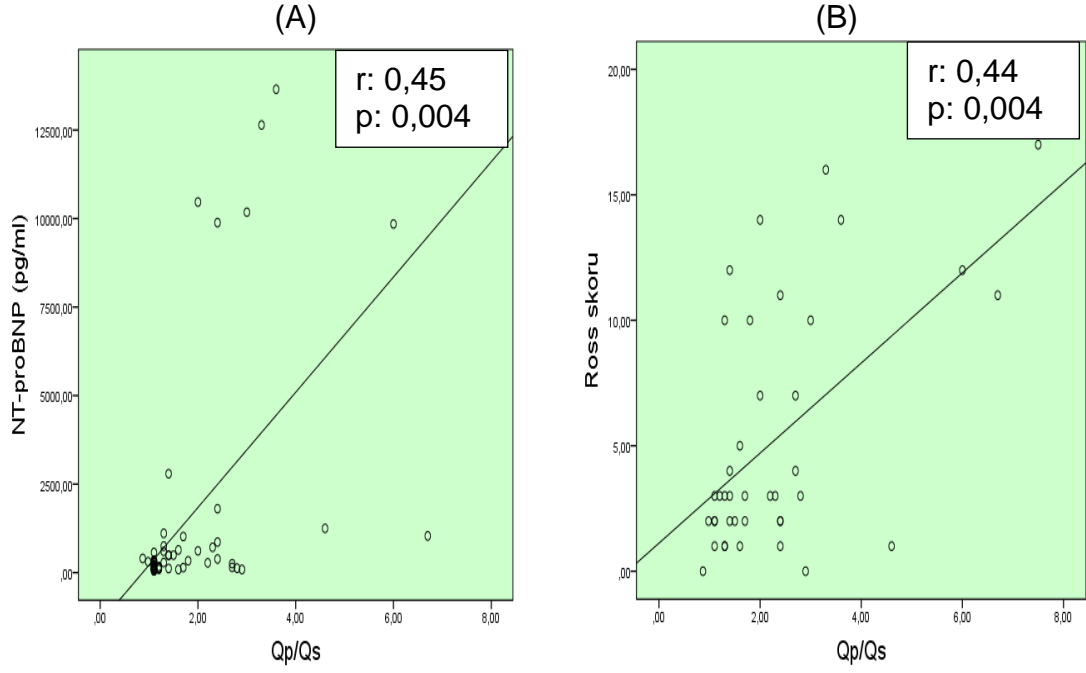 (A)
r: 0,45
p: 0,004
12500,00
10000,00
7500,00
5000,00
2500,00
,00
NT-proBNP (pg/ml)
,00
2,00
4,00
6,00
8,00
Qp/Qs
(B)
r: 0,44
p: 0,004
20,00
15,00
10,00
5,00
,00
Ross skoru
,00
2,00
4,00
6,00
8,00
Qp/Qs